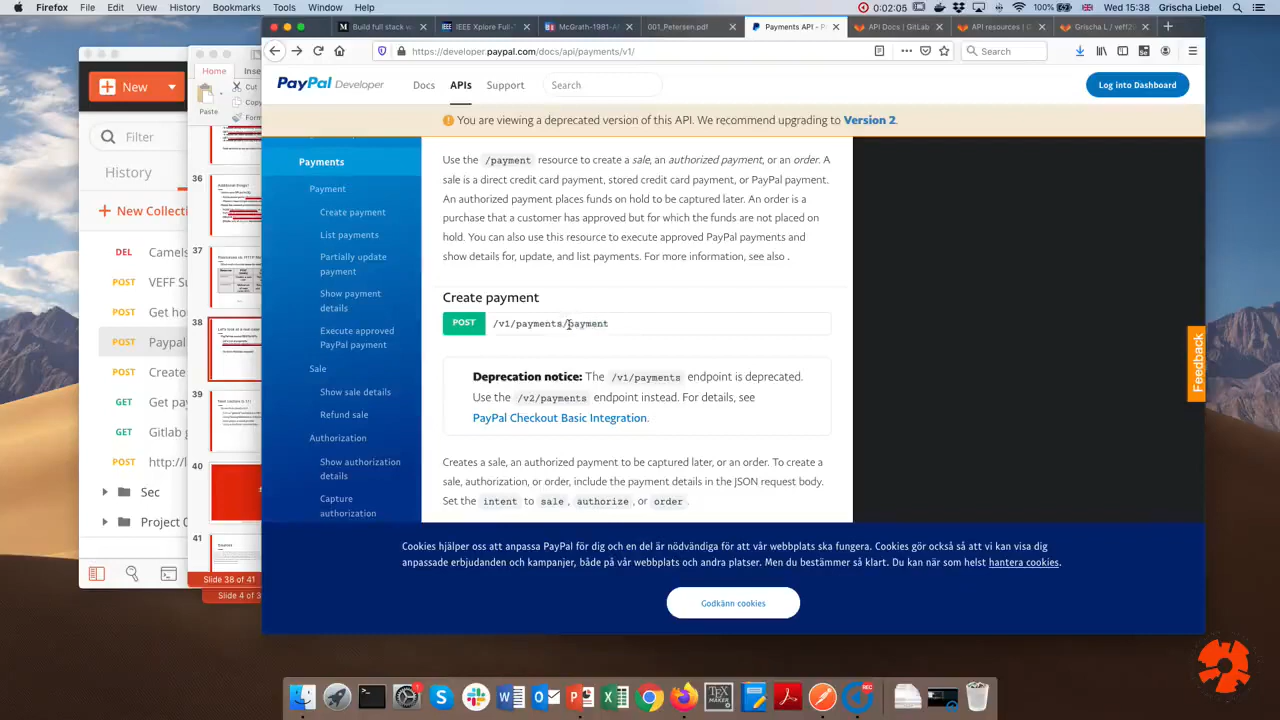 Firefox File Edit View History Bookmarks Tools Window Help
0:02:05 100% Fri 15:38 Grischa Liebel
Build full stack v
IEEE Xplore Full-T
McGrath-1981-A
001_Petersen.pdf
Payments API - P
API Docs | GitLab
API resources | G
Grischa L / veff2
https://developer.paypal.com/docs/api/payments/v1/
Search
PayPal Developer
Docs APIs Support Search
Log into Dashboard
You are viewing a deprecated version of this API. We recommend upgrading to Version 2.
New
Filter
History
New Collecti
DEL Camels
POST VEFF Su
POST Get ho
POST Paypal
POST Create
GET Get pa
GET Gitlab g
POST http://l
Sec
Project 0
Home Inse
Cut
Copy
Paste Form
36
37
38
39
40
41
Slide 38 of 41
Payments
Payment
Create payment
List payments
Partially update
payment
Show payment
details
Execute approved
PayPal payment
Sale
Show sale details
Refund sale
Authorization
Show authorization
details
Capture
authorization
Use the /payment resource to create a sale, an authorized payment, or an order. A
sale is a direct credit card payment, stored credit card payment, or PayPal payment.
An authorized payment places funds on hold to be captured later. An order is a
purchase that customer has approved but for which the funds are not placed on
hold. You can also use this resource to execute approved PayPal payments and
show details for, update, and list payments. For more information, see also .
Create payment
POST /v1/payments/payment
Deprecation notice: The /v1/payments endpoint is deprecated.
Use the /v2/payments endpoint instead. For details, see
PayPal Checkout Basic Integration.
Creates a sale, an authorized payment to be captured later, or an order. To create a
sale, authorization, or order, include the payment details in the JSON request body.
Set the intent to sale, authorize, or order.
Feedback
Cookies hjälper oss att anpassa PayPal för dig och en del är nödvändiga för att vår webbplats ska fungera. Cookies gör också så att vi kan visa dig
anpassade erbjudanden och kampanjer, både på vår webbplats och andra platser. Men du bestämmer så klart. Du kan när som helst hantera cookies.
Godkänn cookies